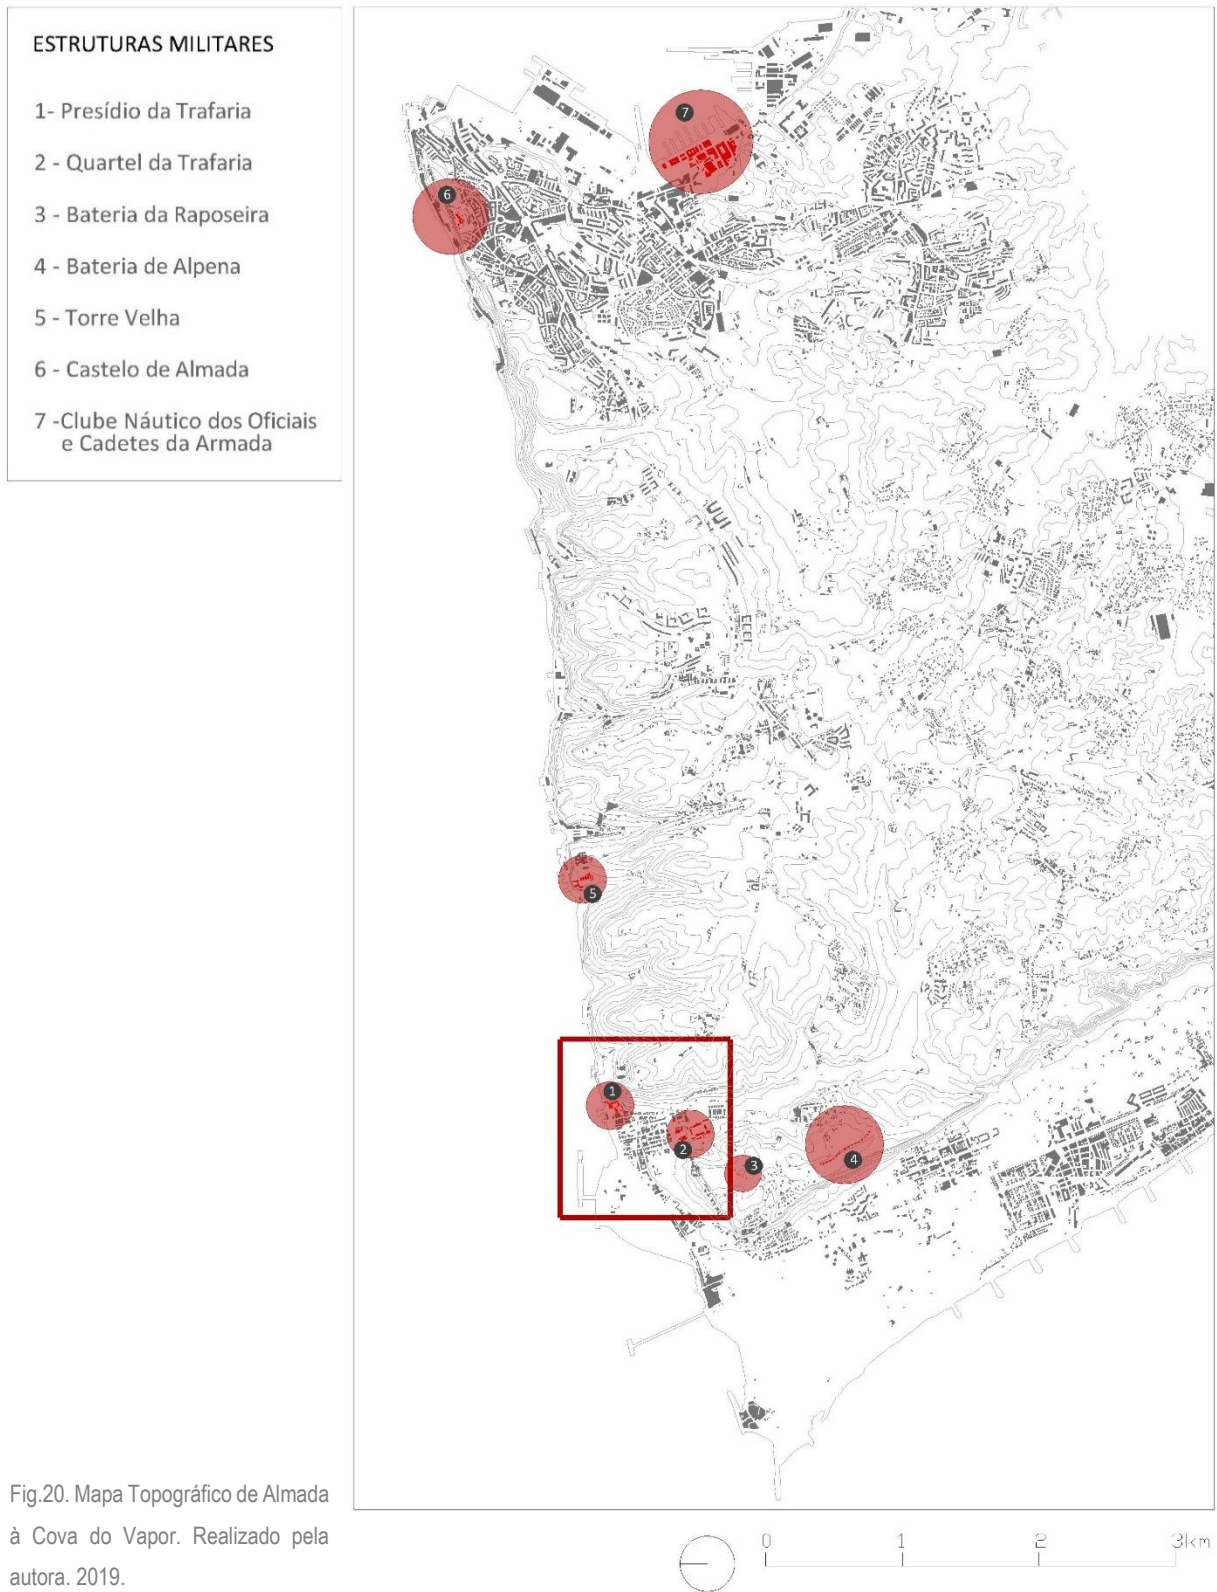 ESTRUTURAS MILITARES
1- Presídio da Trafaria
2 - Quartel da Trafaria
3 - Bateria da Raposeira
4 - Bateria de Alpena
5 - Torre Velha
6 - Castelo de Almada
7 -Clube Náutico dos Oficiais
e Cadetes da Armada
7
6
5
1
2
3
4
Fig.20. Mapa Topográfico de Almada
à Cova do Vapor. Realizado pela
autora. 2019.
0 1 2 3km